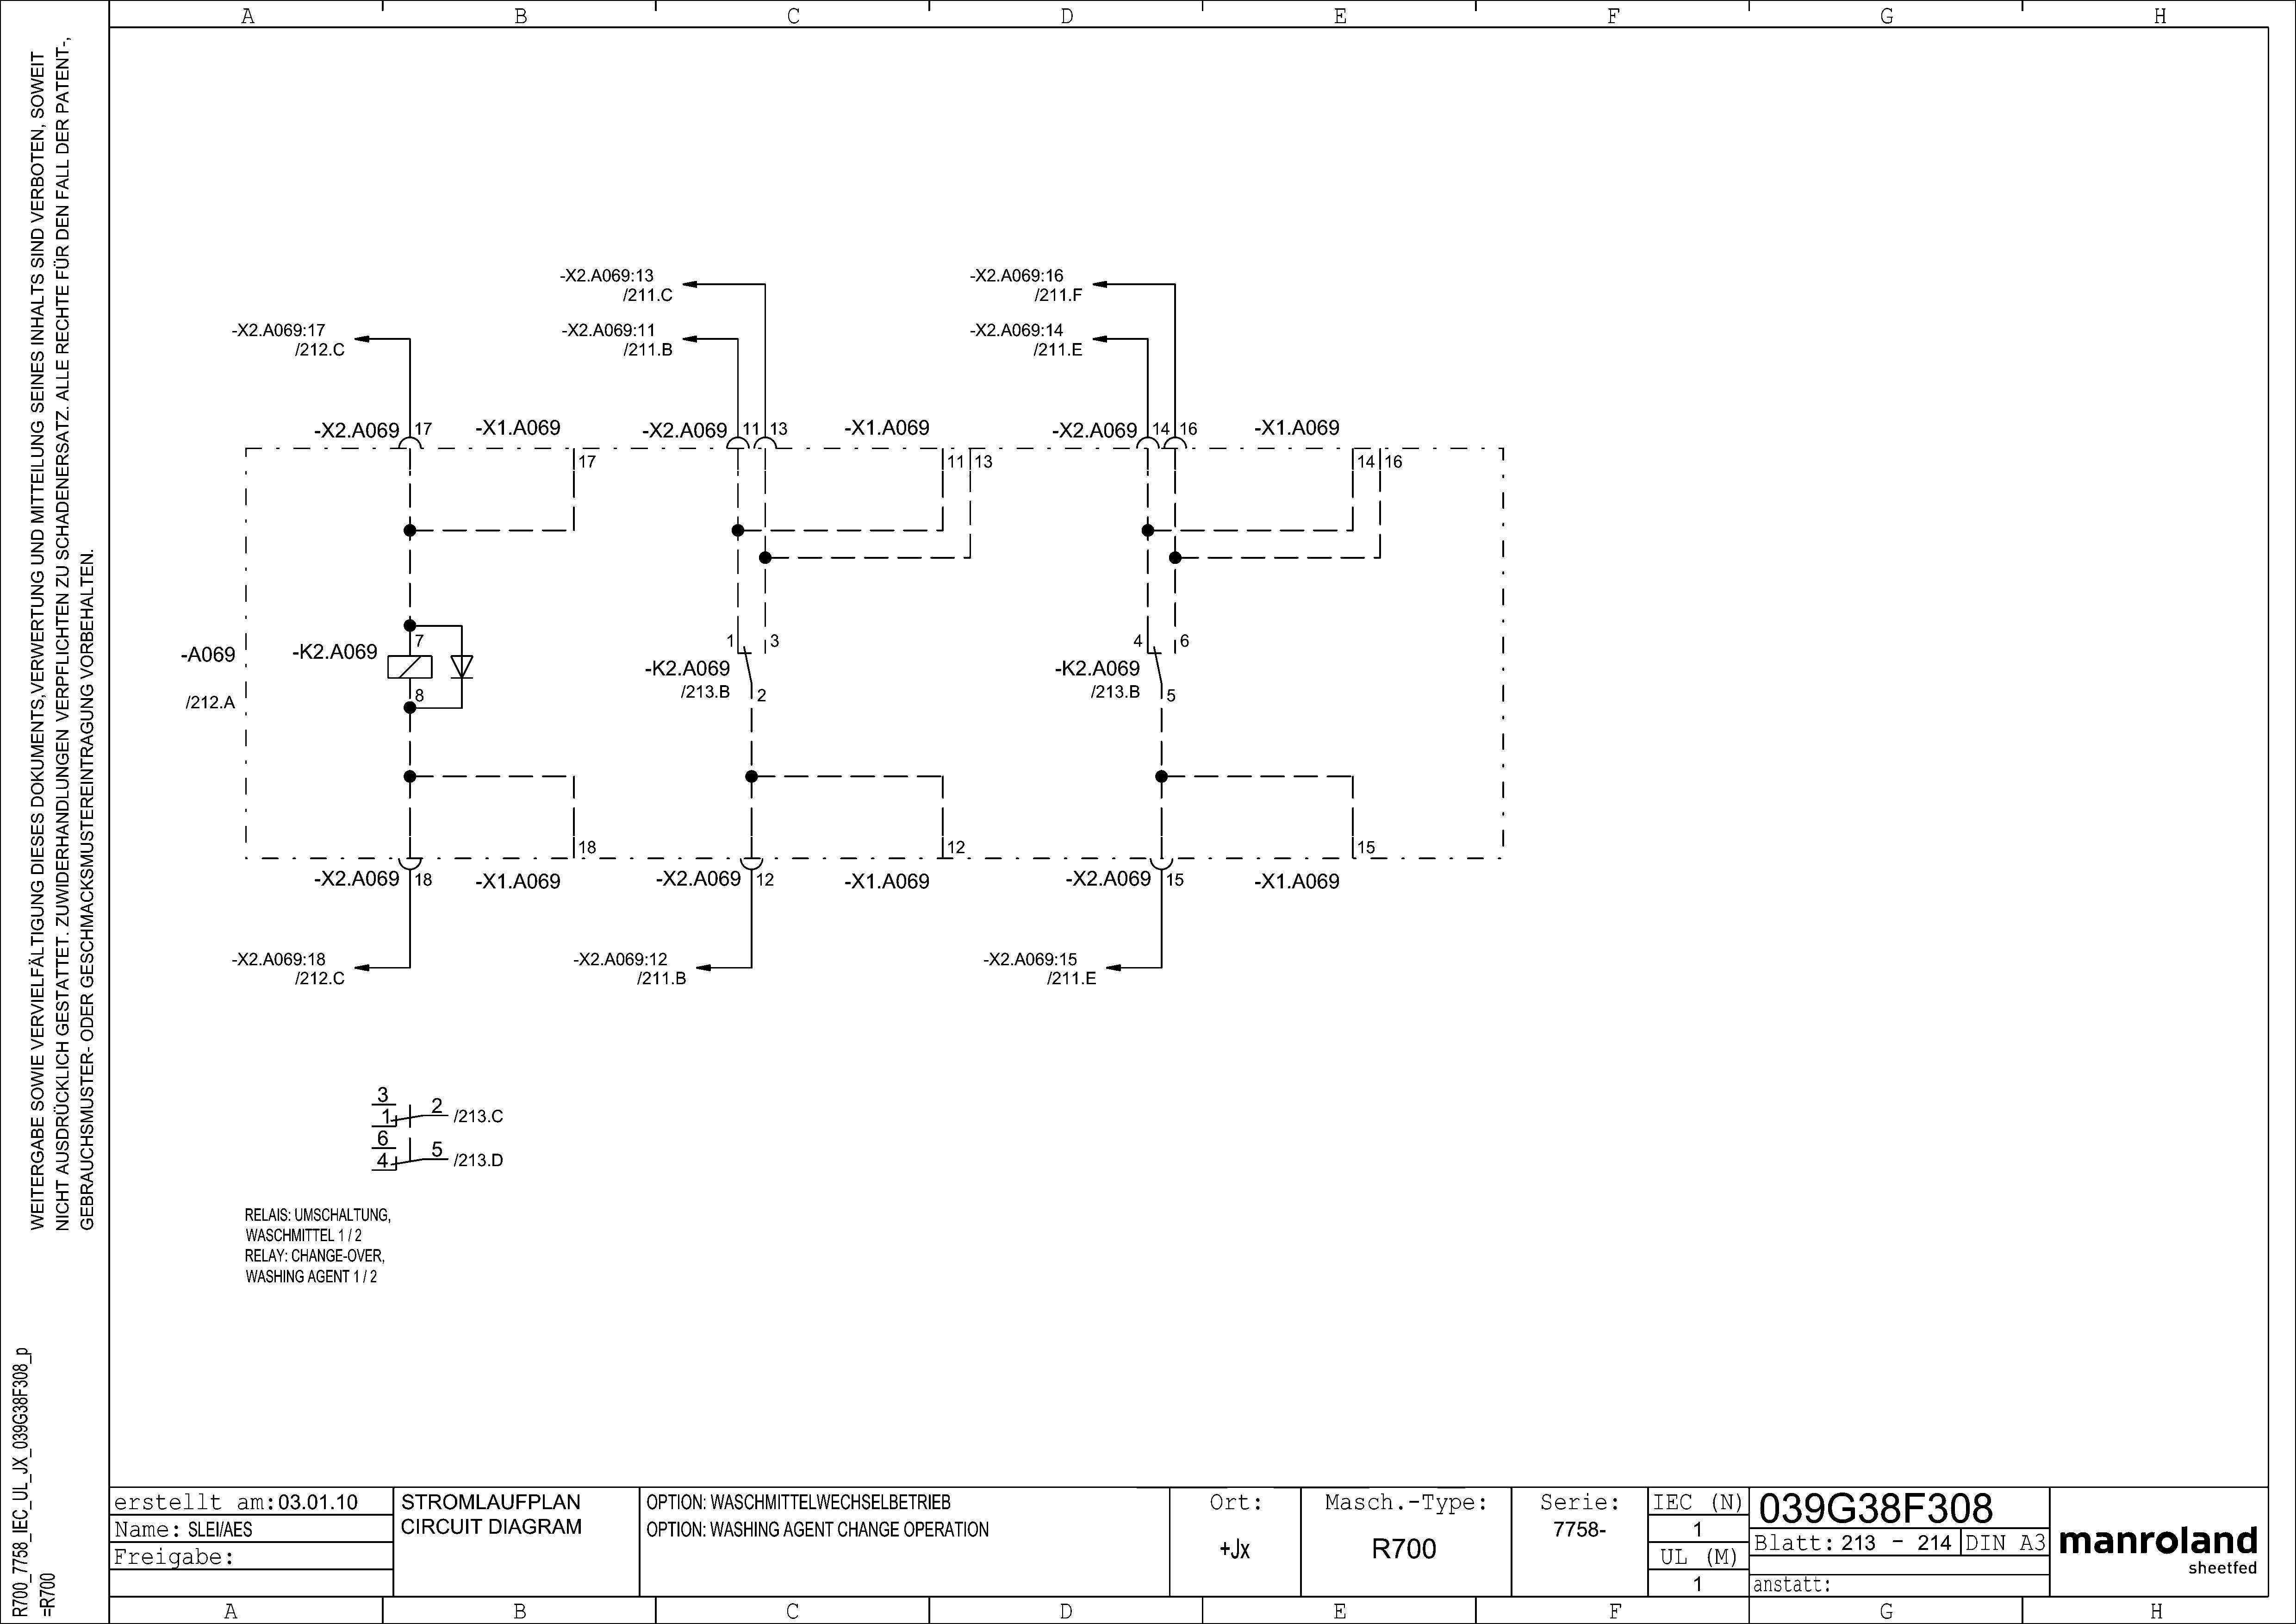 A B C D E F G H
WEITERGABE SOWIE VERVIELFÄLTIGUNG DIESES DOKUMENTS,VERWERTUNG UND MITTEILUNG SEINES INHALTS SIND VERBOTEN, SOWEIT
NICHT AUSDRÜCKLICH GESTATTET. ZUWIDERHANDLUNGEN VERPFLICHTEN ZU SCHADENERSATZ. ALLE RECHTE FÜR DEN FALL DER PATENT-,
GEBRAUCHSMUSTER- ODER GESCHMACKSMUSTEREINTRAGUNG VORBEHALTEN.
R700_7758_IEC_UL_JX_039G38F308_p
=R700
-X2.A069:13 -X2.A069:16
/211.C /211.F
-X2.A069:17 -X2.A069:11 -X2.A069:14
/212.C /211.B /211.E
-X2.A069 17 -X1.A069 -X2.A069 11 13 -X1.A069 -X2.A069 14 16 -X1.A069
17 11 13 14 16
7 1 3 4 6
-A069 -K2.A069 -K2.A069 -K2.A069
/212.A 8 /213.B 2 /213.B 5
18 12 15
-X2.A069 18 -X1.A069 -X2.A069 12 -X1.A069 -X2.A069 15 -X1.A069
-X2.A069:18 -X2.A069:12 -X2.A069:15
/212.C /211.B /211.E
3
1 2 /213.C
6
4 5 /213.D
RELAIS: UMSCHALTUNG,
WASCHMITTEL 1 / 2
RELAY: CHANGE-OVER,
WASHING AGENT 1 / 2
erstellt am: 03.01.10
Name: SLEI/AES
Freigabe:
STROMLAUFPLAN
CIRCUIT DIAGRAM
OPTION: WASCHMITTELWECHSELBETRIEB
OPTION: WASHING AGENT CHANGE OPERATION
Ort:
+Jx
Masch.-Type:
R700
Serie:
7758-
IEC (N)
1
UL (M)
1
039G38F308
Blatt: 213 - 214 DIN A3
anstatt:
manroland
sheetfed
A B C D E F G H